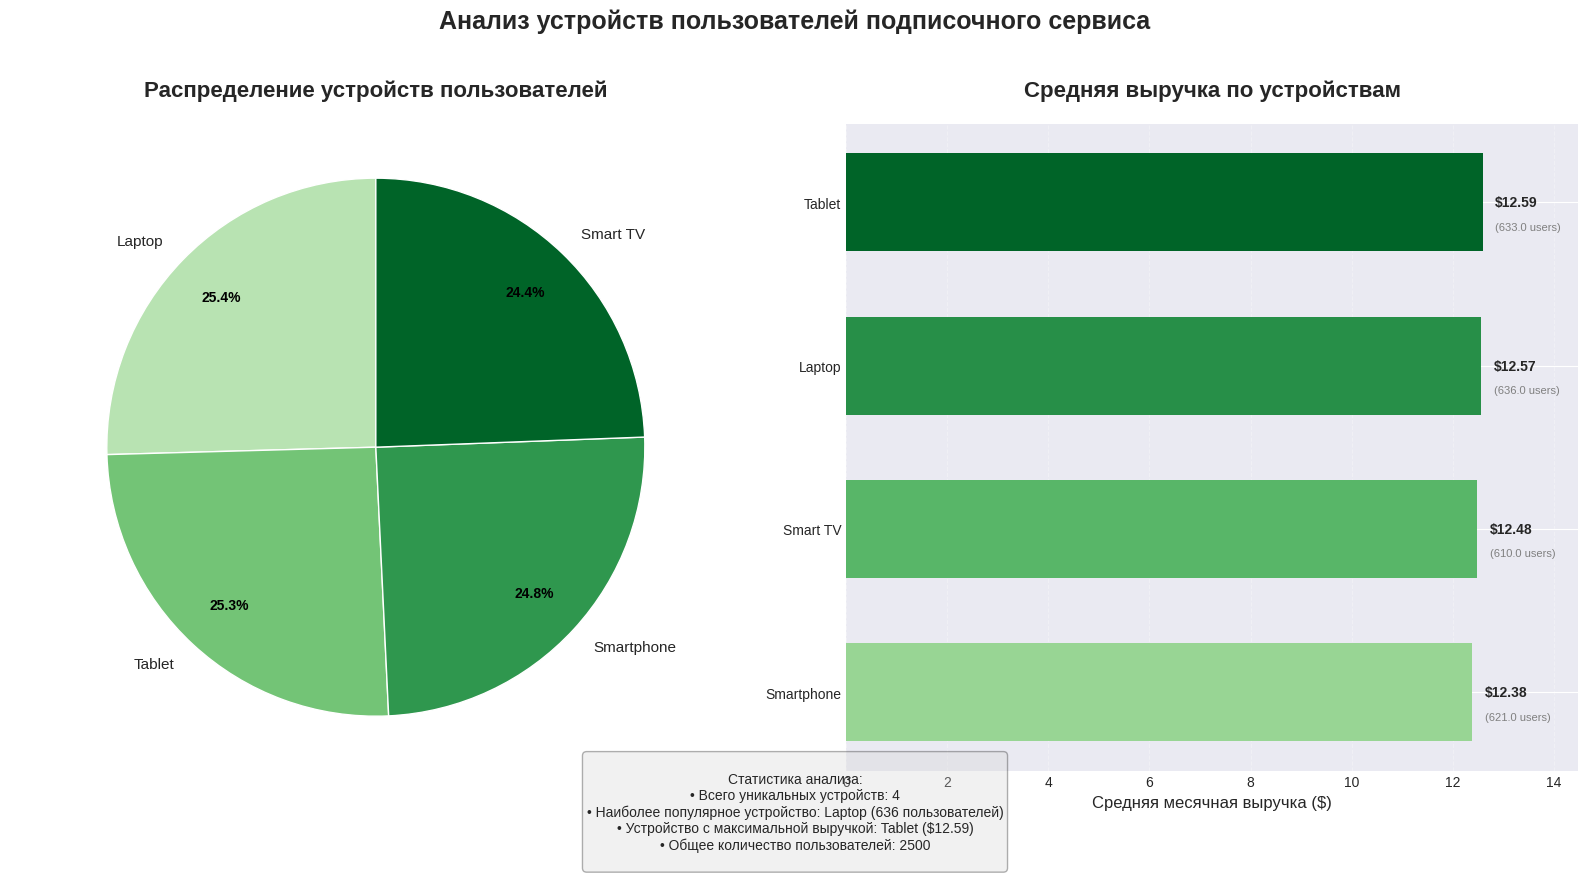 Анализ устройств пользователей подписочного сервиса
Распределение устройств пользователей
Laptop
Smart TV
25.4%
24.4%
25.3%
24.8%
Tablet
Smartphone
Средняя выручка по устройствам
Tablet
$12.59
(633.0 users)
Laptop
$12.57
(636.0 users)
Smart TV
$12.48
(610.0 users)
Smartphone
$12.38
(621.0 users)
0 2 4 6 8 10 12 14
Средняя месячная выручка ($)
Статистика анализа:
• Всего уникальных устройств: 4
• Наиболее популярное устройство: Laptop (636 пользователей)
• Устройство с максимальной выручкой: Tablet ($12.59)
• Общее количество пользователей: 2500